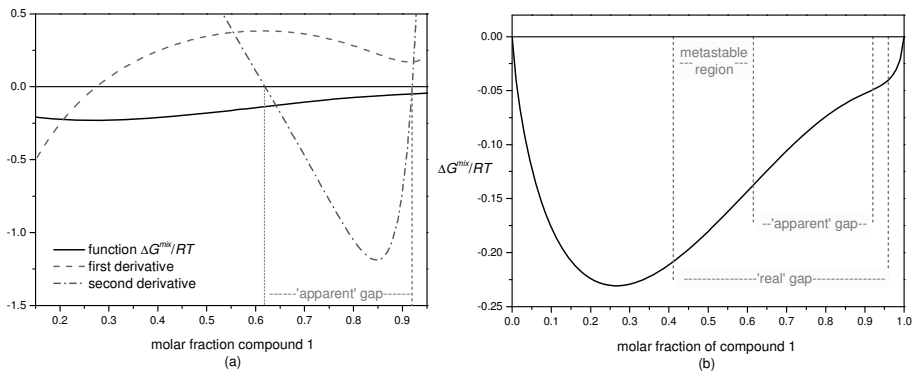 0.5
0.0
-0.5
-1.0
-1.5
function ΔG^mix/RT
first derivative
second derivative
'apparent' gap
0.2 0.3 0.4 0.5 0.6 0.7 0.8 0.9
molar fraction compound 1
(a)
0.00
-0.05
-0.10
-0.15
-0.20
-0.25
ΔG^mix/RT
metastable
region
'apparent' gap
'real' gap
0.0 0.1 0.2 0.3 0.4 0.5 0.6 0.7 0.8 0.9 1.0
molar fraction of compound 1
(b)